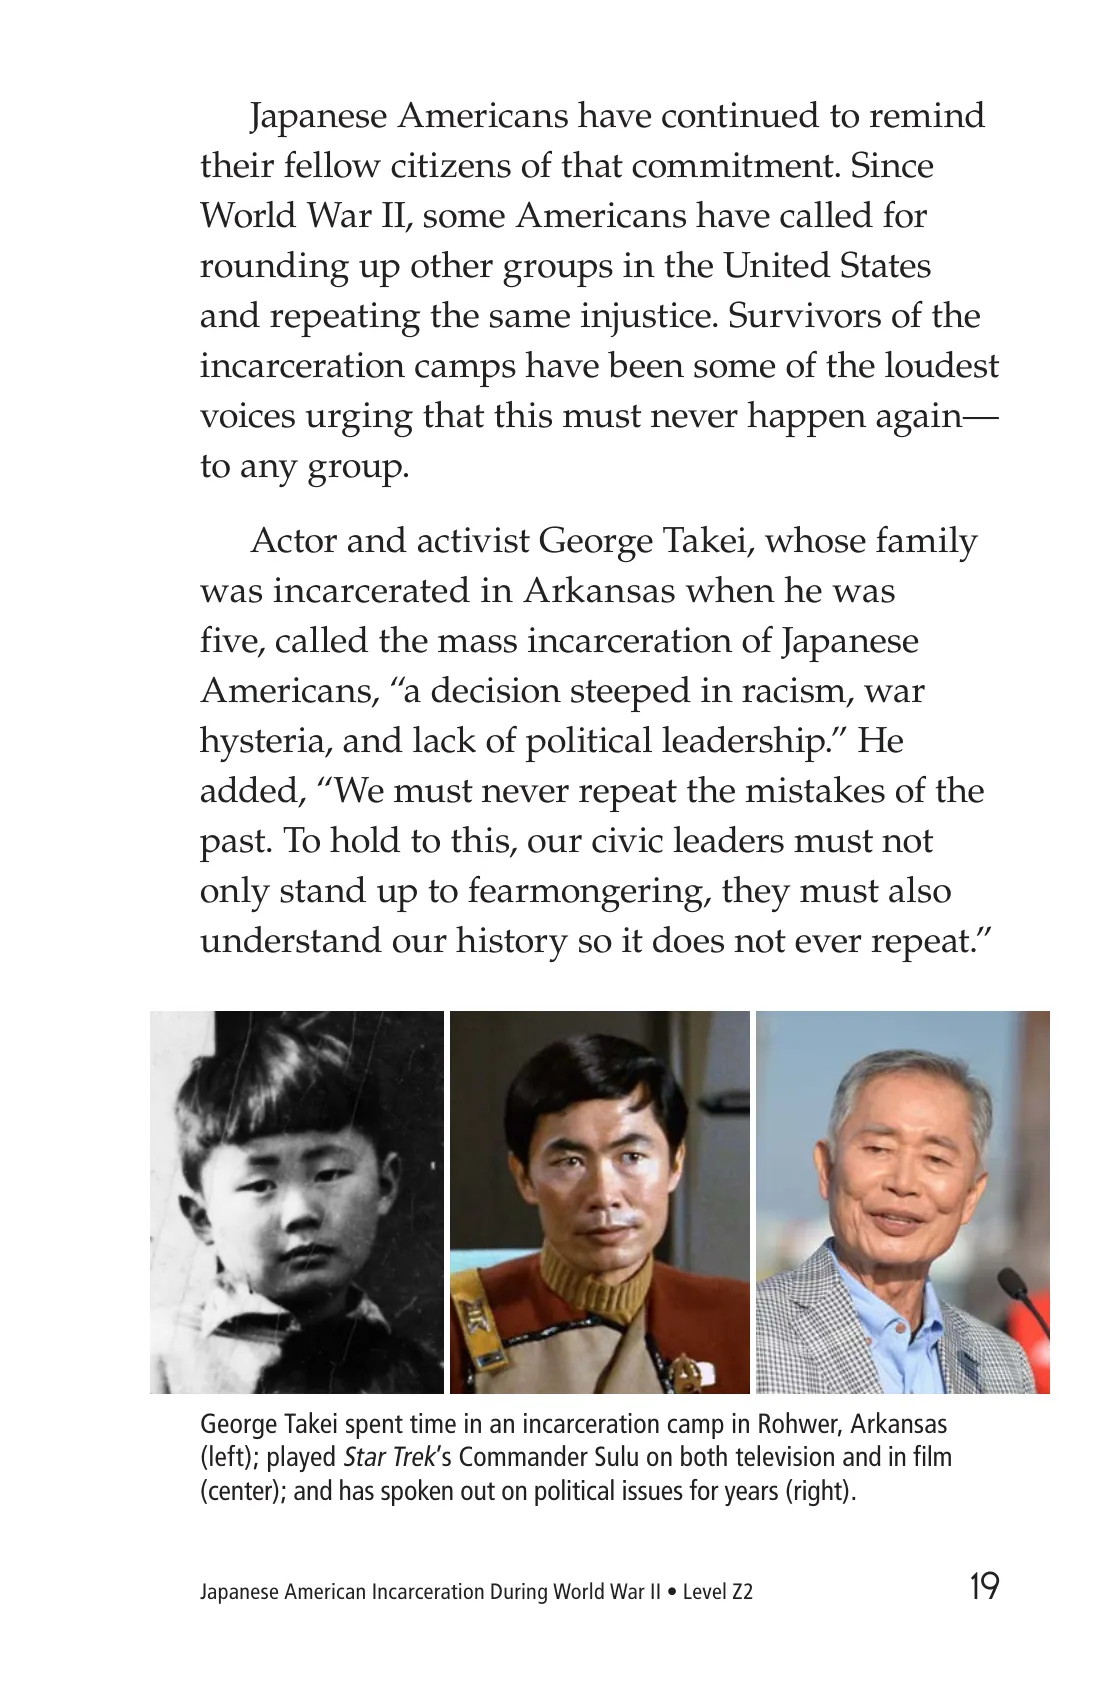 Japanese Americans have continued to remind
their fellow citizens of that commitment. Since
World War II, some Americans have called for
rounding up other groups in the United States
and repeating the same injustice. Survivors of the
incarceration camps have been some of the loudest
voices urging that this must never happen again—
to any group.
Actor and activist George Takei, whose family
was incarcerated in Arkansas when he was
five, called the mass incarceration of Japanese
Americans, “a decision steeped in racism, war
hysteria, and lack of political leadership.” He
added, “We must never repeat the mistakes of the
past. To hold to this, our civic leaders must not
only stand up to fearmongering, they must also
understand our history so it does not ever repeat.”
George Takei spent time in an incarceration camp in Rohwer, Arkansas
(left); played Star Trek’s Commander Sulu on both television and in film
(center); and has spoken out on political issues for years (right).
Japanese American Incarceration During World War II • Level Z2 19